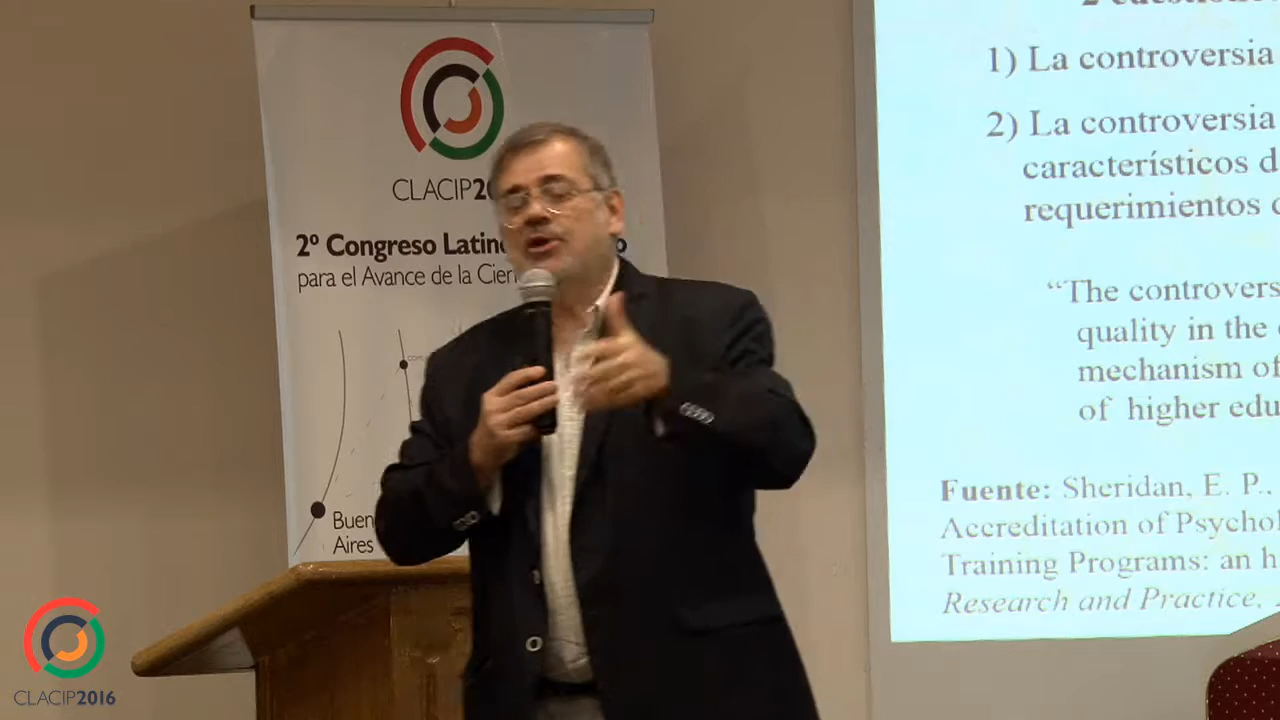 CLACIP2
2º Congreso Latin
para el Avance de la Cien
Buen
Aires
1) La controversia
2) La controversia
característicos d
requerimientos
“The controvers
quality in the
mechanism of
of higher edu
Fuente: Sheridan, E. P.,
Accreditation of Psychol
Training Programs: an h
Research and Practice,
CLACIP2016